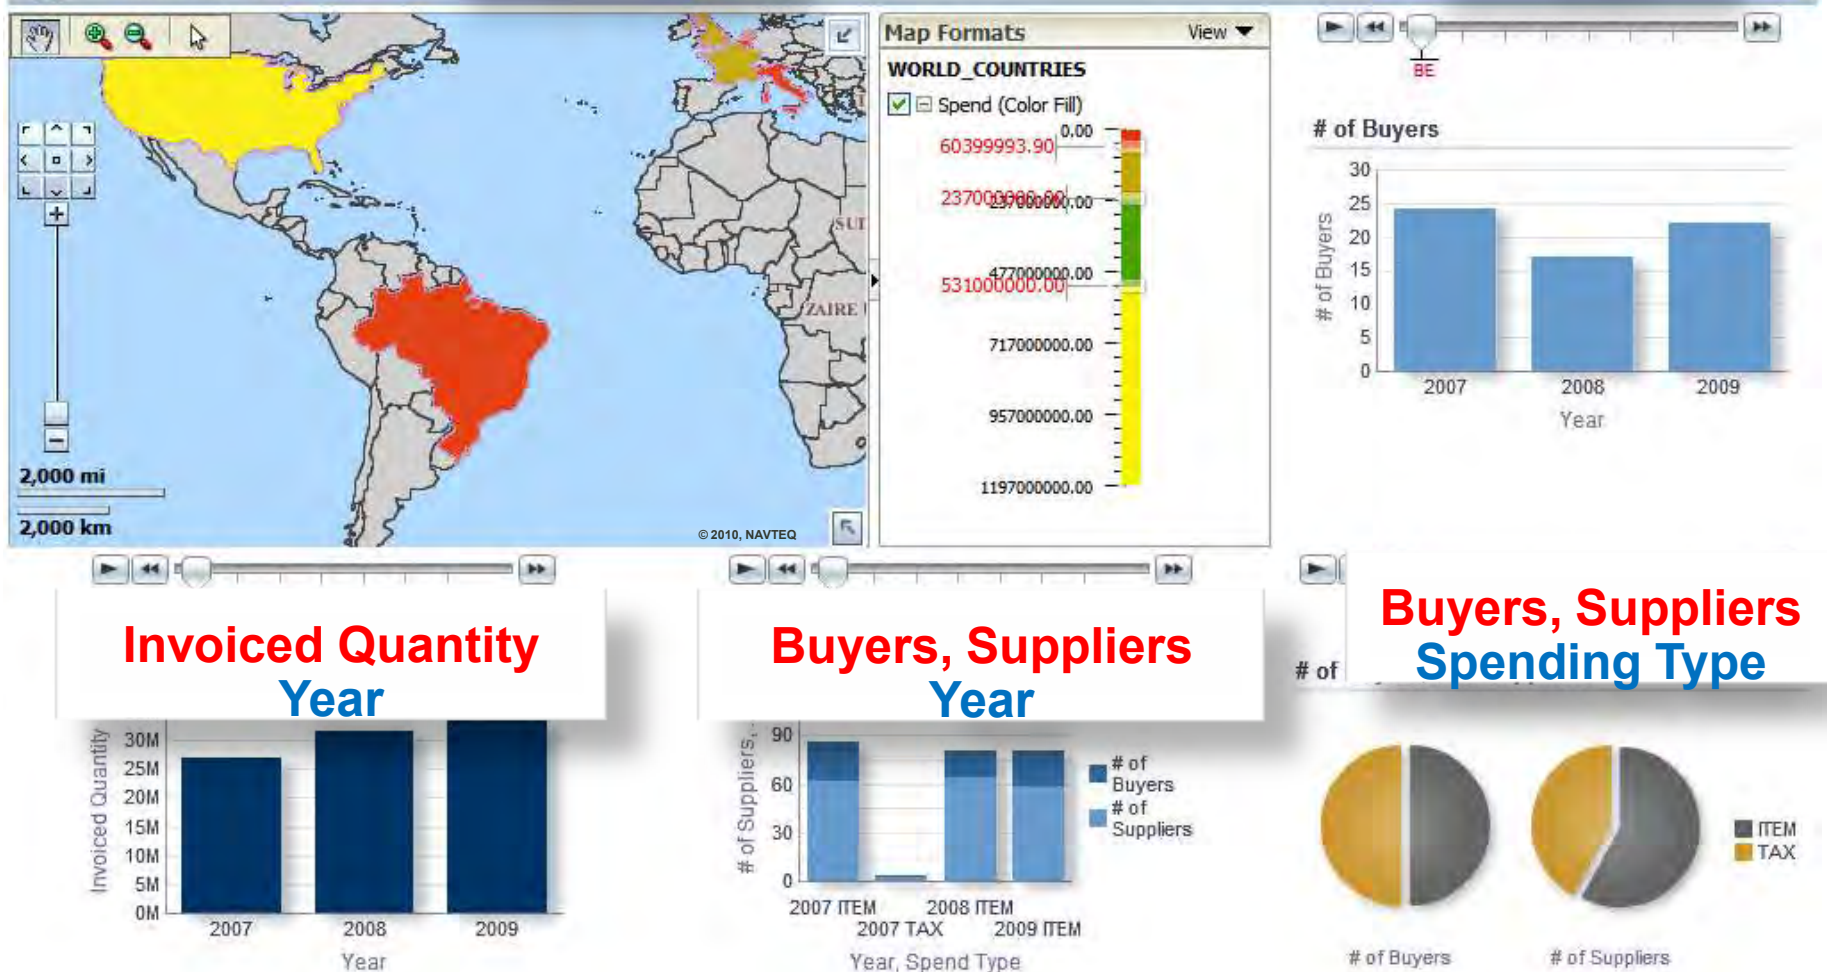 Map Formats
View
WORLD_COUNTRIES
Spend (Color Fill)
0.00
60399993.90
237000000.00
237000000.00
477000000.00
531000000.00
717000000.00
957000000.00
1197000000.00
ZAIRE
2,000 mi
2,000 km
© 2010, NAVTEQ
BE
# of Buyers
30
25
20
15
10
5
0
# of Buyers
2007 2008 2009
Year
Invoiced Quantity
Year
30M
25M
20M
15M
10M
5M
0M
Invoiced Quantity
2007 2008 2009
Year
Buyers, Suppliers
Year
90
60
30
0
# of Suppliers,
2007 ITEM 2008 ITEM
2007 TAX 2009 ITEM
Year, Spend Type
# of
Buyers
# of
Suppliers
Buyers, Suppliers
Spending Type
# of
ITEM
TAX
# of Buyers # of Suppliers